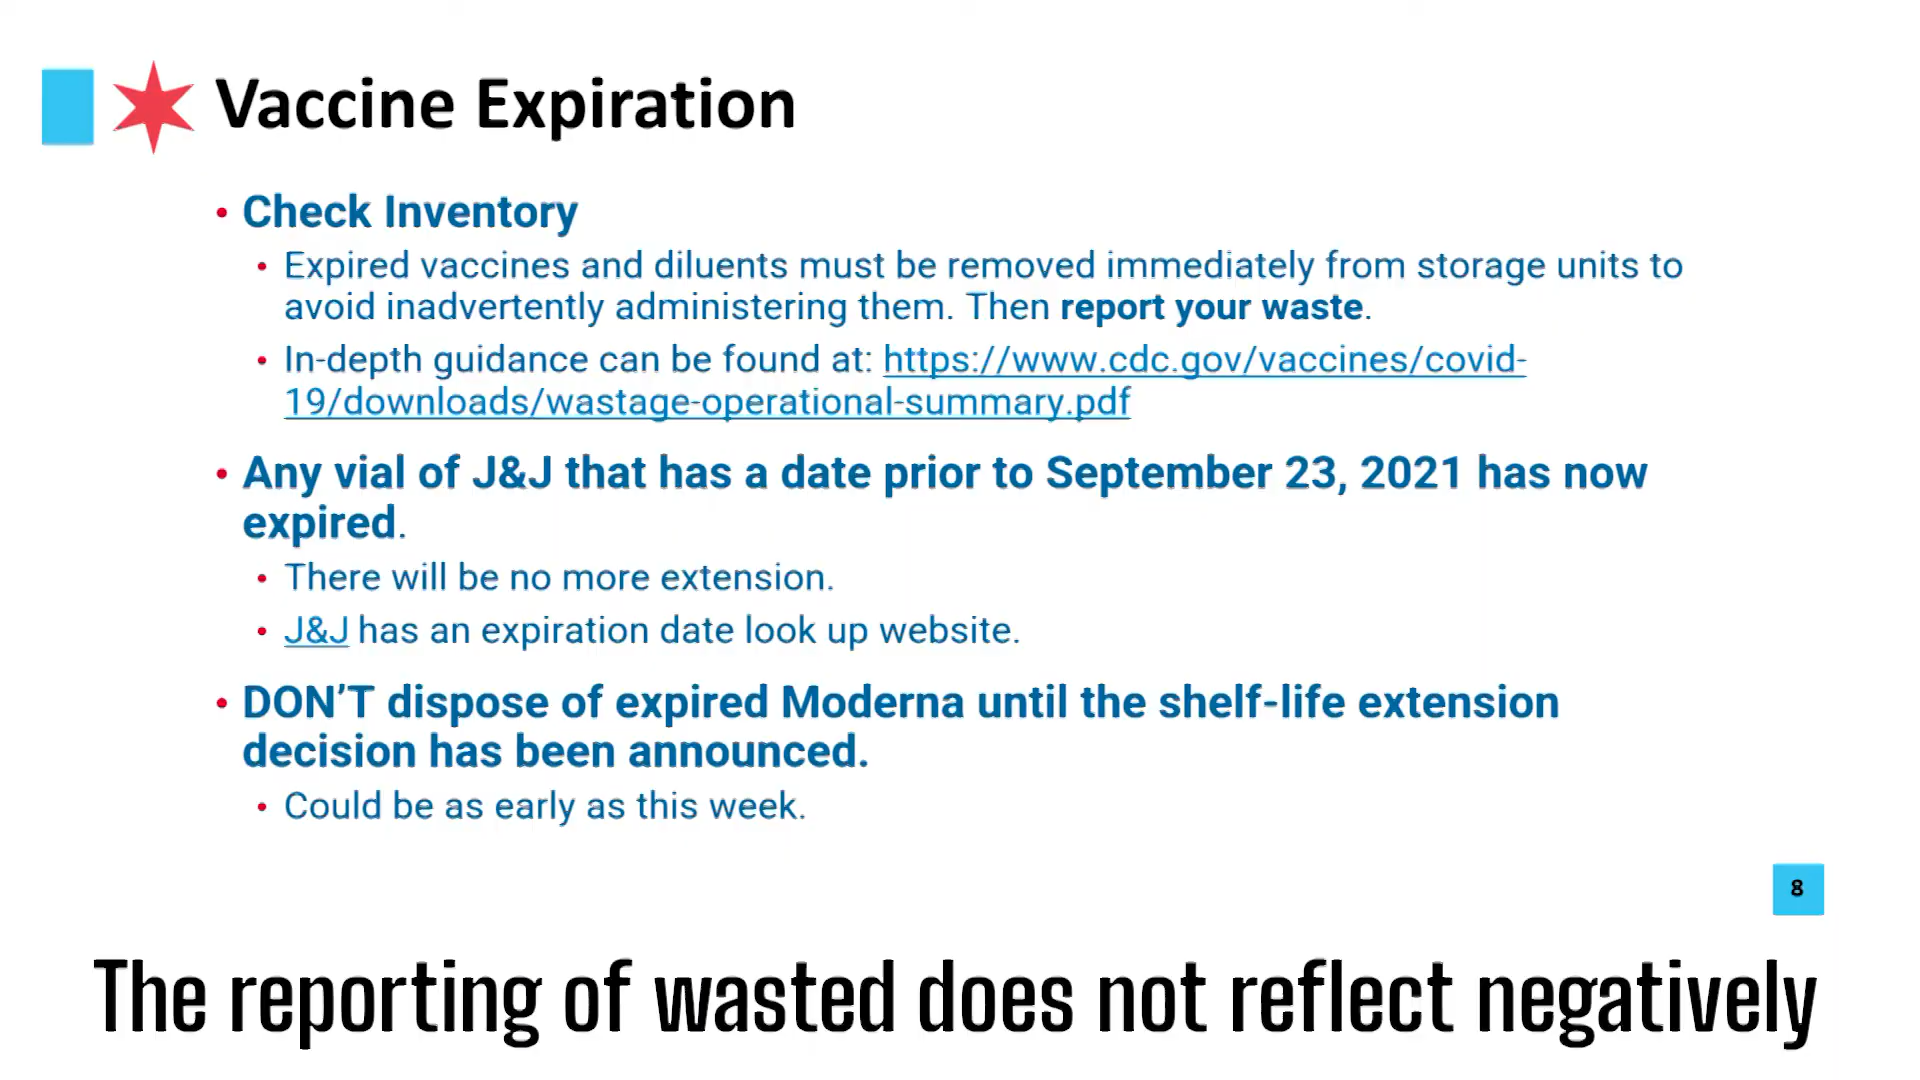 Vaccine Expiration
• Check Inventory
• Expired vaccines and diluents must be removed immediately from storage units to
avoid inadvertently administering them. Then report your waste.
• In-depth guidance can be found at: https://www.cdc.gov/vaccines/covid-
19/downloads/wastage-operational-summary.pdf
• Any vial of J&J that has a date prior to September 23, 2021 has now
expired.
• There will be no more extension.
• J&J has an expiration date look up website.
• DON'T dispose of expired Moderna until the shelf-life extension
decision has been announced.
• Could be as early as this week.
8
The reporting of wasted does not reflect negatively